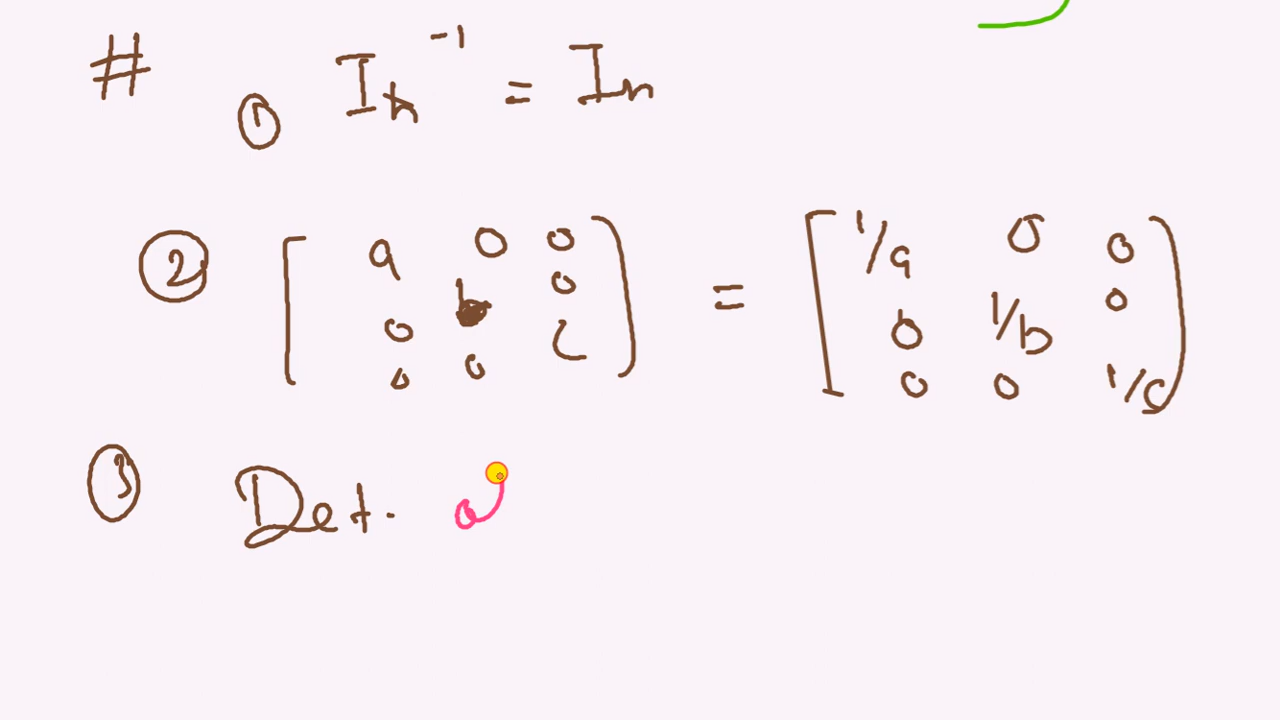 #
① Iₙ⁻¹ = Iₙ
② [ a 0 0 ] = [ 1/a 0 0 ]
0 b 0 0 1/b 0
0 0 c 0 0 1/c
③ Det.